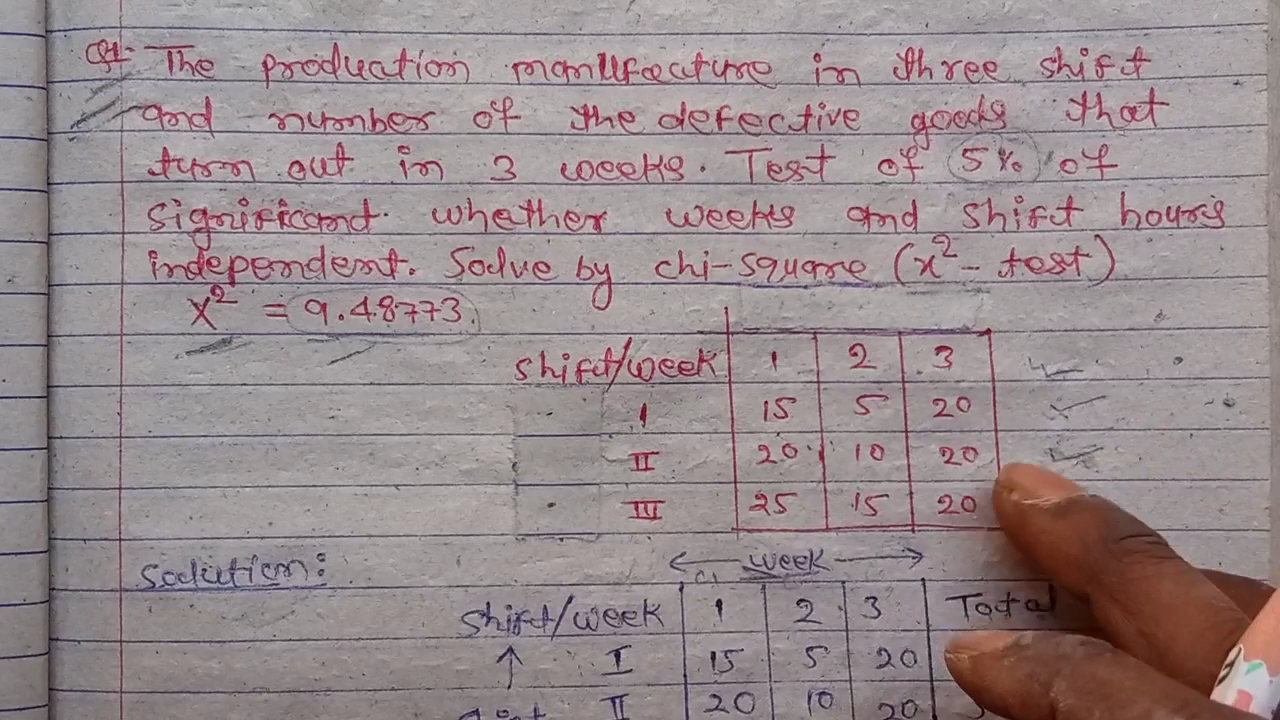 Q1- The production manufacture in three shift
and number of the defective goods that
turn out in 3 weeks. Test of 5% of
significant whether weeks and shift hours
independent. Solve by chi-square (x² - test)
x² = 9.48773.
shift/week 1 2 3
I 15 5 20
II 20 10 20
III 25 15 20
Solution:
← week →
shift/week 1 2 3 Total
↑ I 15 5 20
II 20 10 20